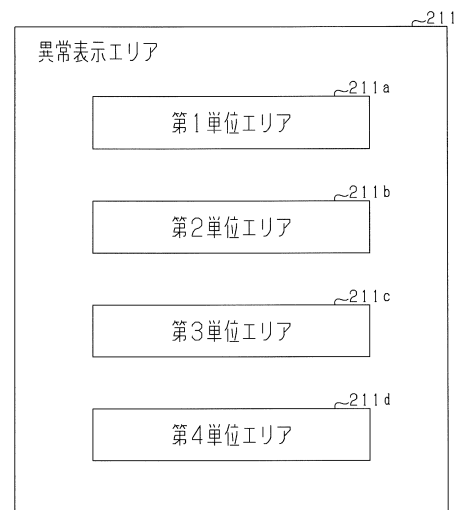 211
異常表示エリア
211a
第1単位エリア
211b
第2単位エリア
211c
第3単位エリア
211d
第4単位エリア